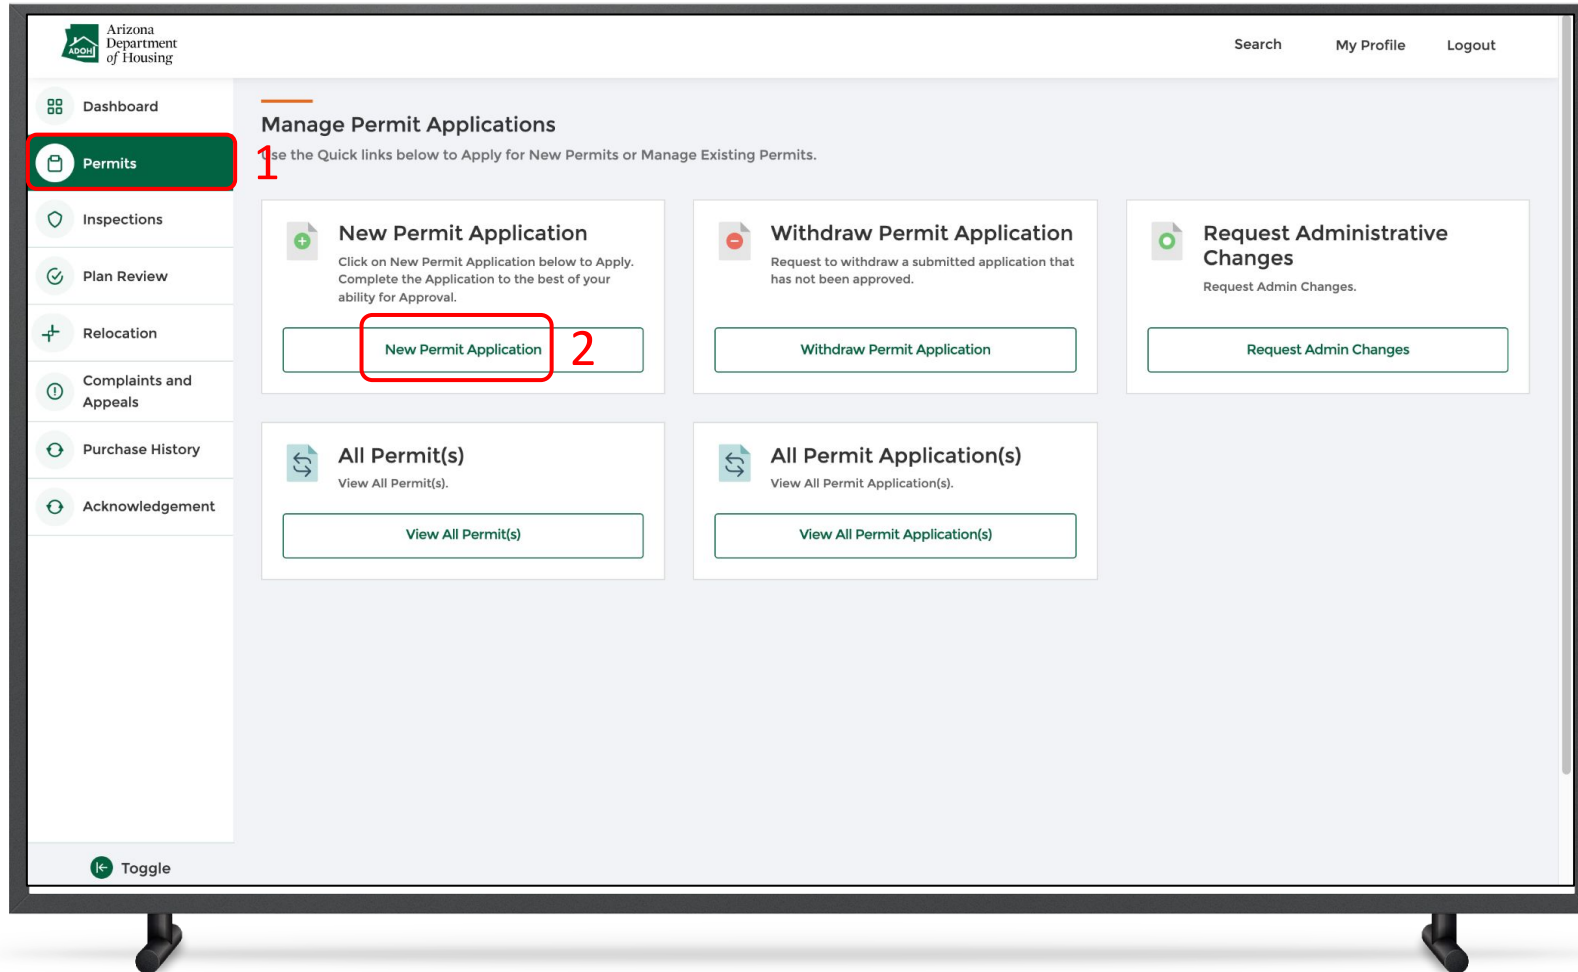 Arizona
Department
of Housing
ADOH
Search
My Profile
Logout
Dashboard
Permits
1
Inspections
Plan Review
Relocation
Complaints and
Appeals
Purchase History
Acknowledgement
Toggle
Manage Permit Applications
Use the Quick links below to Apply for New Permits or Manage Existing Permits.
New Permit Application
Click on New Permit Application below to Apply.
Complete the Application to the best of your
ability for Approval.
New Permit Application
2
Withdraw Permit Application
Request to withdraw a submitted application that
has not been approved.
Withdraw Permit Application
Request Administrative
Changes
Request Admin Changes.
Request Admin Changes
All Permit(s)
View All Permit(s).
View All Permit(s)
All Permit Application(s)
View All Permit Application(s).
View All Permit Application(s)